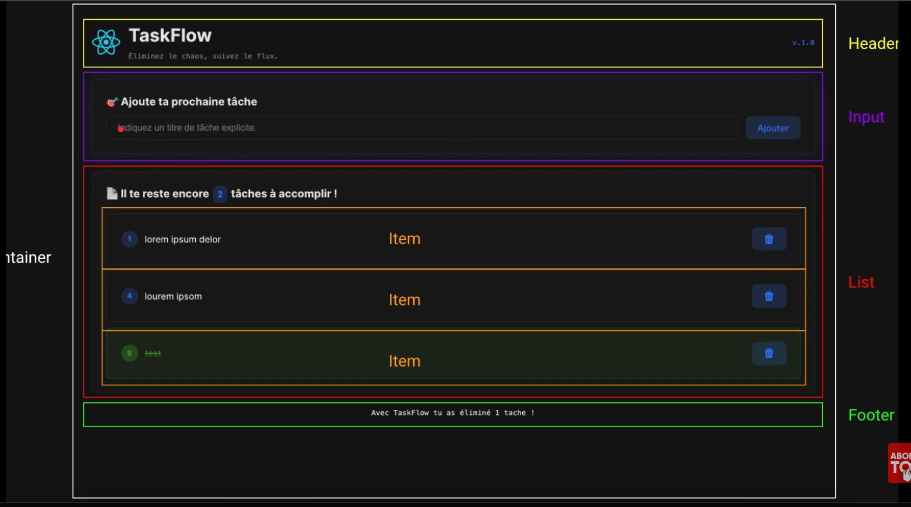 TaskFlow
Éliminez le chaos, suivez le flux.
v.1.0
Header
Ajoute ta prochaine tâche
Input
Indiquez un titre de tâche explicite.
Ajouter
Il te reste encore 2 tâches à accomplir !
1 lorem ipsum delor
Item
ntainer
List
4 lourem ipsom
Item
5 test
Item
Avec TaskFlow tu as éliminé 1 tache !
Footer
ABON
TO